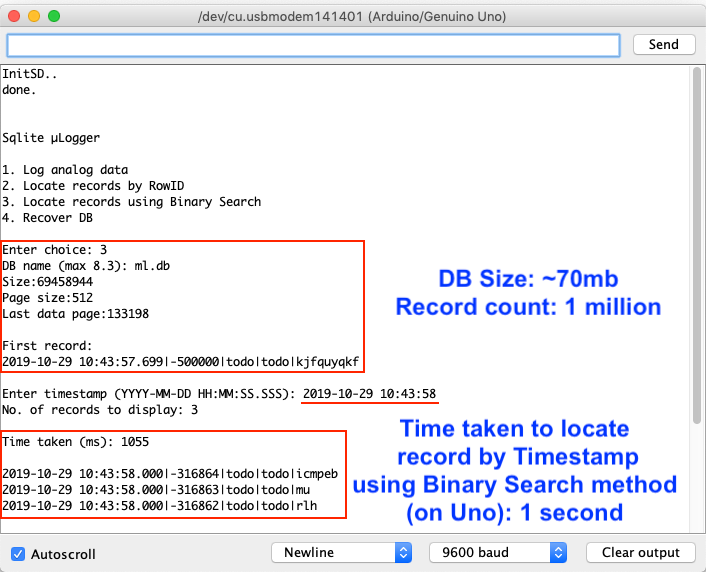 /dev/cu.usbmodem141401 (Arduino/Genuino Uno)
Send
InitSD..
done.
Sqlite µLogger
1. Log analog data
2. Locate records by RowID
3. Locate records using Binary Search
4. Recover DB
Enter choice: 3
DB name (max 8.3): ml.db
Size:69458944
Page size:512
Last data page:133198
First record:
2019-10-29 10:43:57.699|-500000|todo|todo|kjfquyqkf
DB Size: ~70mb
Record count: 1 million
Enter timestamp (YYYY-MM-DD HH:MM:SS.SSS): 2019-10-29 10:43:58
No. of records to display: 3
Time taken (ms): 1055
2019-10-29 10:43:58.000|-316864|todo|todo|icmpeb
2019-10-29 10:43:58.000|-316863|todo|todo|mu
2019-10-29 10:43:58.000|-316862|todo|todo|rlh
Time taken to locate
record by Timestamp
using Binary Search method
(on Uno): 1 second
Autoscroll
Newline
9600 baud
Clear output